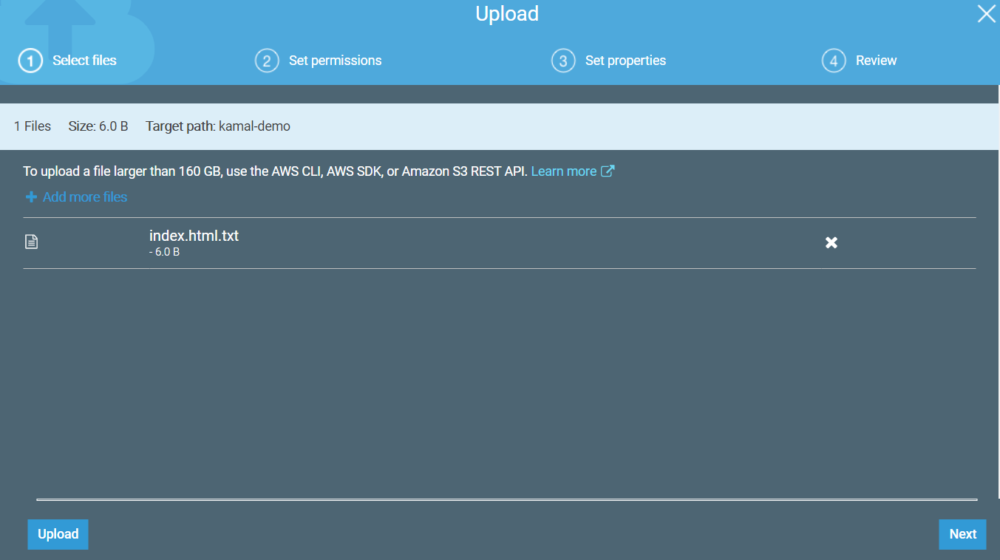 Upload
1 Select files 2 Set permissions 3 Set properties 4 Review
1 Files Size: 6.0 B Target path: kamal-demo
To upload a file larger than 160 GB, use the AWS CLI, AWS SDK, or Amazon S3 REST API. Learn more
Add more files
index.html.txt
- 6.0 B
Upload Next